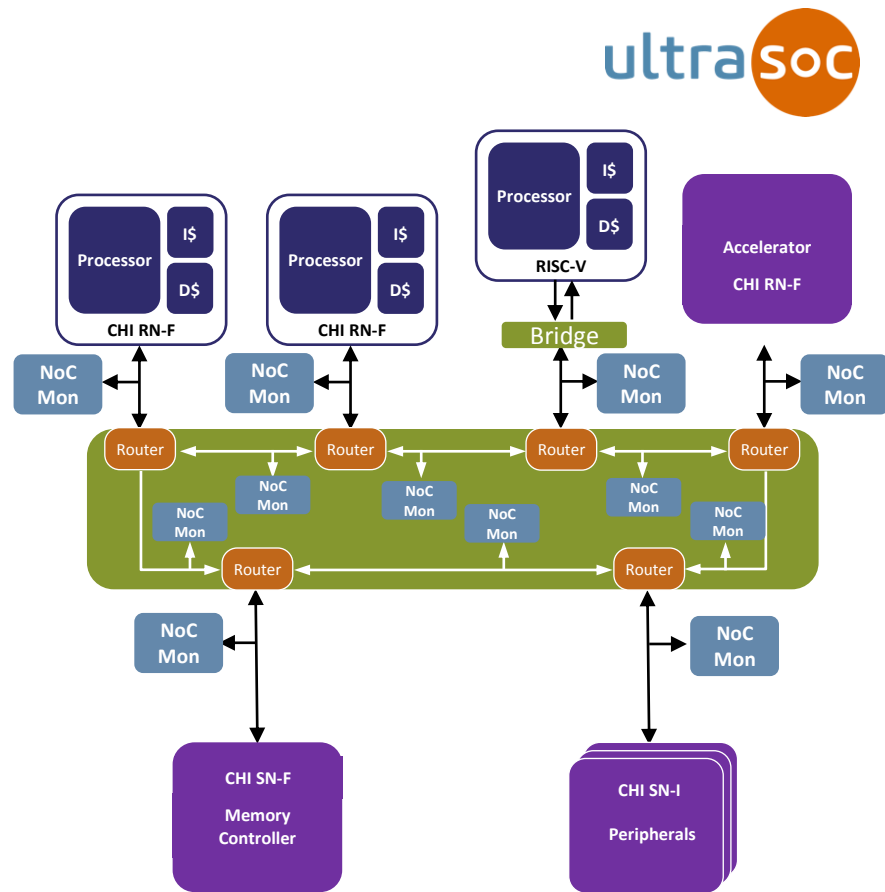 ultrasoc
Processor
I$
D$
CHI RN-F
Processor
I$
D$
CHI RN-F
Processor
I$
D$
RISC-V
Bridge
Accelerator
CHI RN-F
NoC
Mon
NoC
Mon
NoC
Mon
NoC
Mon
Router
Router
Router
Router
NoC
Mon
NoC
Mon
NoC
Mon
NoC
Mon
NoC
Mon
NoC
Mon
Router
Router
NoC
Mon
NoC
Mon
CHI SN-F
Memory
Controller
CHI SN-I
Peripherals